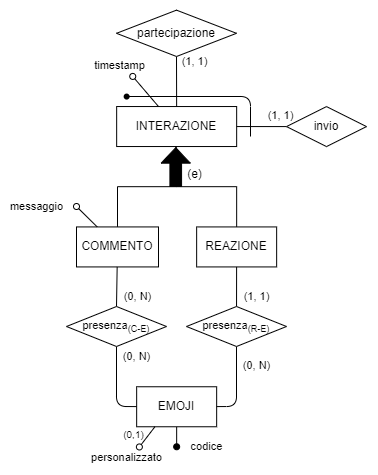 partecipazione
(1, 1)
timestamp
INTERAZIONE
(1, 1)
invio
(e)
messaggio
COMMENTO
REAZIONE
(0, N)
(1, 1)
presenza(C-E)
presenza(R-E)
(0, N)
(0, N)
EMOJI
(0,1)
personalizzato
codice